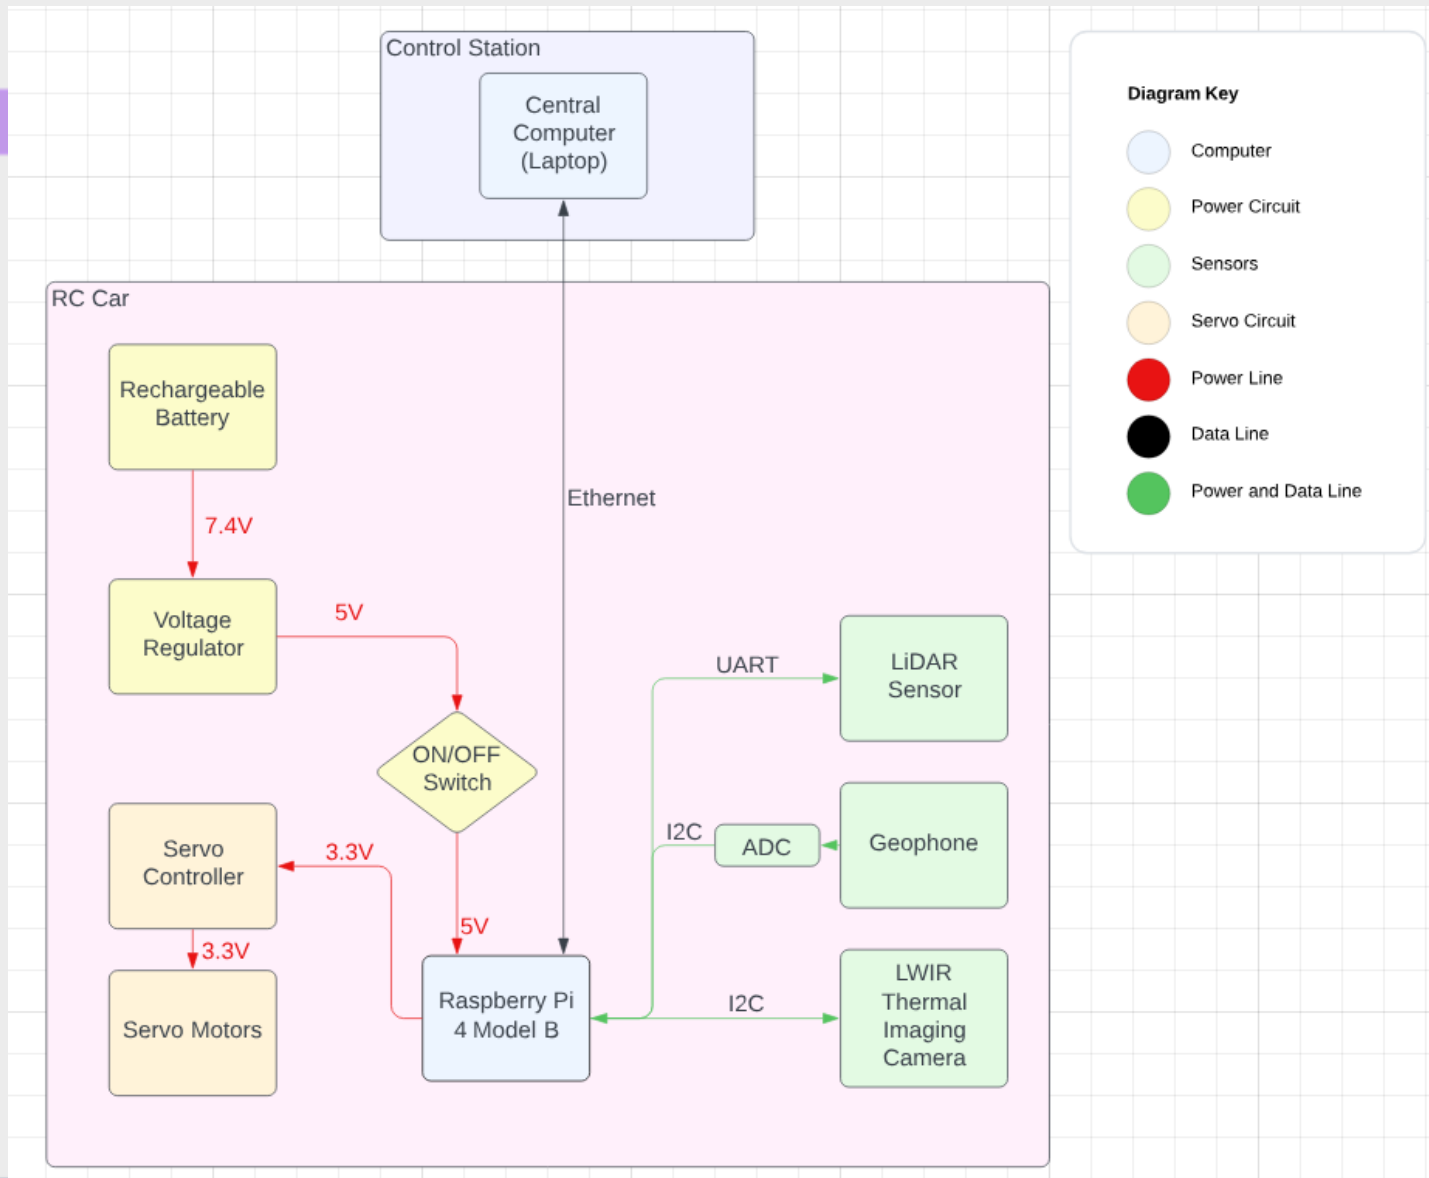 Control Station
Central
Computer
(Laptop)
Diagram Key
Computer
Power Circuit
Sensors
Servo Circuit
Power Line
Data Line
Power and Data Line
RC Car
Rechargeable
Battery
7.4V
Ethernet
Voltage
Regulator
5V
ON/OFF
Switch
5V
UART
LiDAR
Sensor
I2C
ADC
Geophone
Servo
Controller
3.3V
3.3V
Servo Motors
Raspberry Pi
4 Model B
I2C
LWIR
Thermal
Imaging
Camera